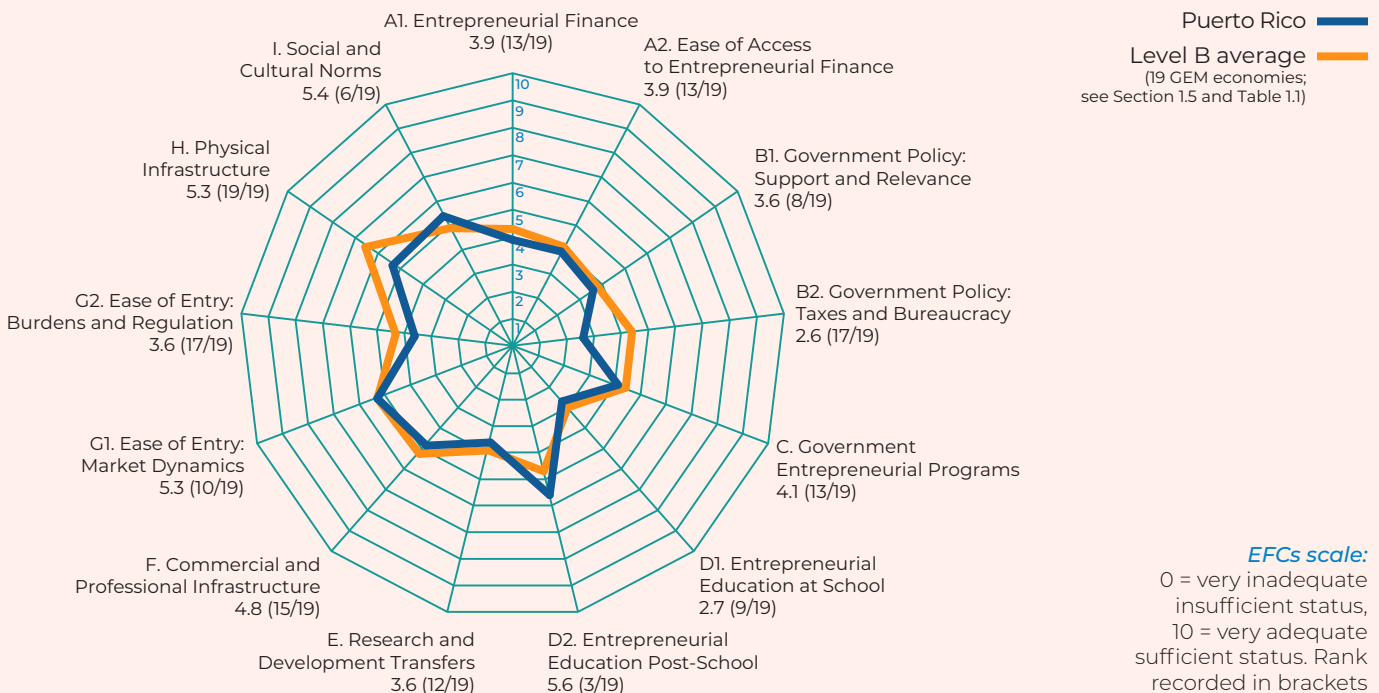 A1. Entrepreneurial Finance
3.9 (13/19)
A2. Ease of Access
to Entrepreneurial Finance
3.9 (13/19)
B1. Government Policy:
Support and Relevance
3.6 (8/19)
B2. Government Policy:
Taxes and Bureaucracy
2.6 (17/19)
C. Government
Entrepreneurial Programs
4.1 (13/19)
D1. Entrepreneurial
Education at School
2.7 (9/19)
D2. Entrepreneurial
Education Post-School
5.6 (3/19)
E. Research and
Development Transfers
3.6 (12/19)
F. Commercial and
Professional Infrastructure
4.8 (15/19)
G1. Ease of Entry:
Market Dynamics
5.3 (10/19)
G2. Ease of Entry:
Burdens and Regulation
3.6 (17/19)
H. Physical
Infrastructure
5.3 (19/19)
I. Social and
Cultural Norms
5.4 (6/19)
10
9
8
7
6
5
4
3
2
1
Puerto Rico
Level B average
(19 GEM economies;
see Section 1.5 and Table 1.1)
EFCs scale:
0 = very inadequate
insufficient status,
10 = very adequate
sufficient status. Rank
recorded in brackets